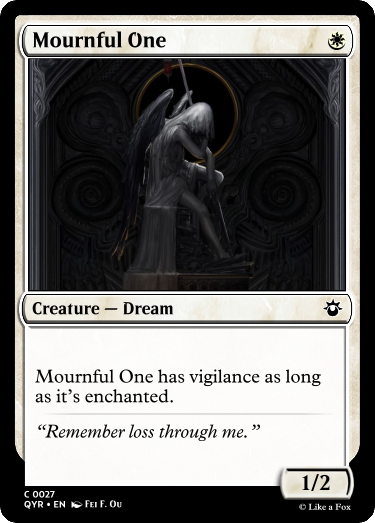 Mournful One
Creature — Dream
Mournful One has vigilance as long
as it's enchanted.
“Remember loss through me.”
1/2
C 0027
QYR • EN Fei F. Ou
© Like a Fox